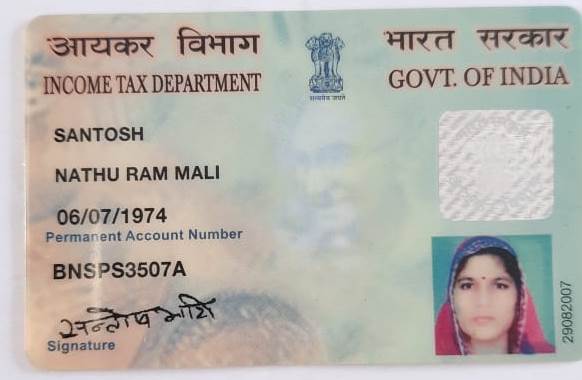 आयकर विभाग
INCOME TAX DEPARTMENT
सत्यमेव जयते
भारत सरकार
GOVT. OF INDIA
SANTOSH
NATHU RAM MALI
06/07/1974
Permanent Account Number
BNSPS3507A
सन्तोष माली
Signature
29082007